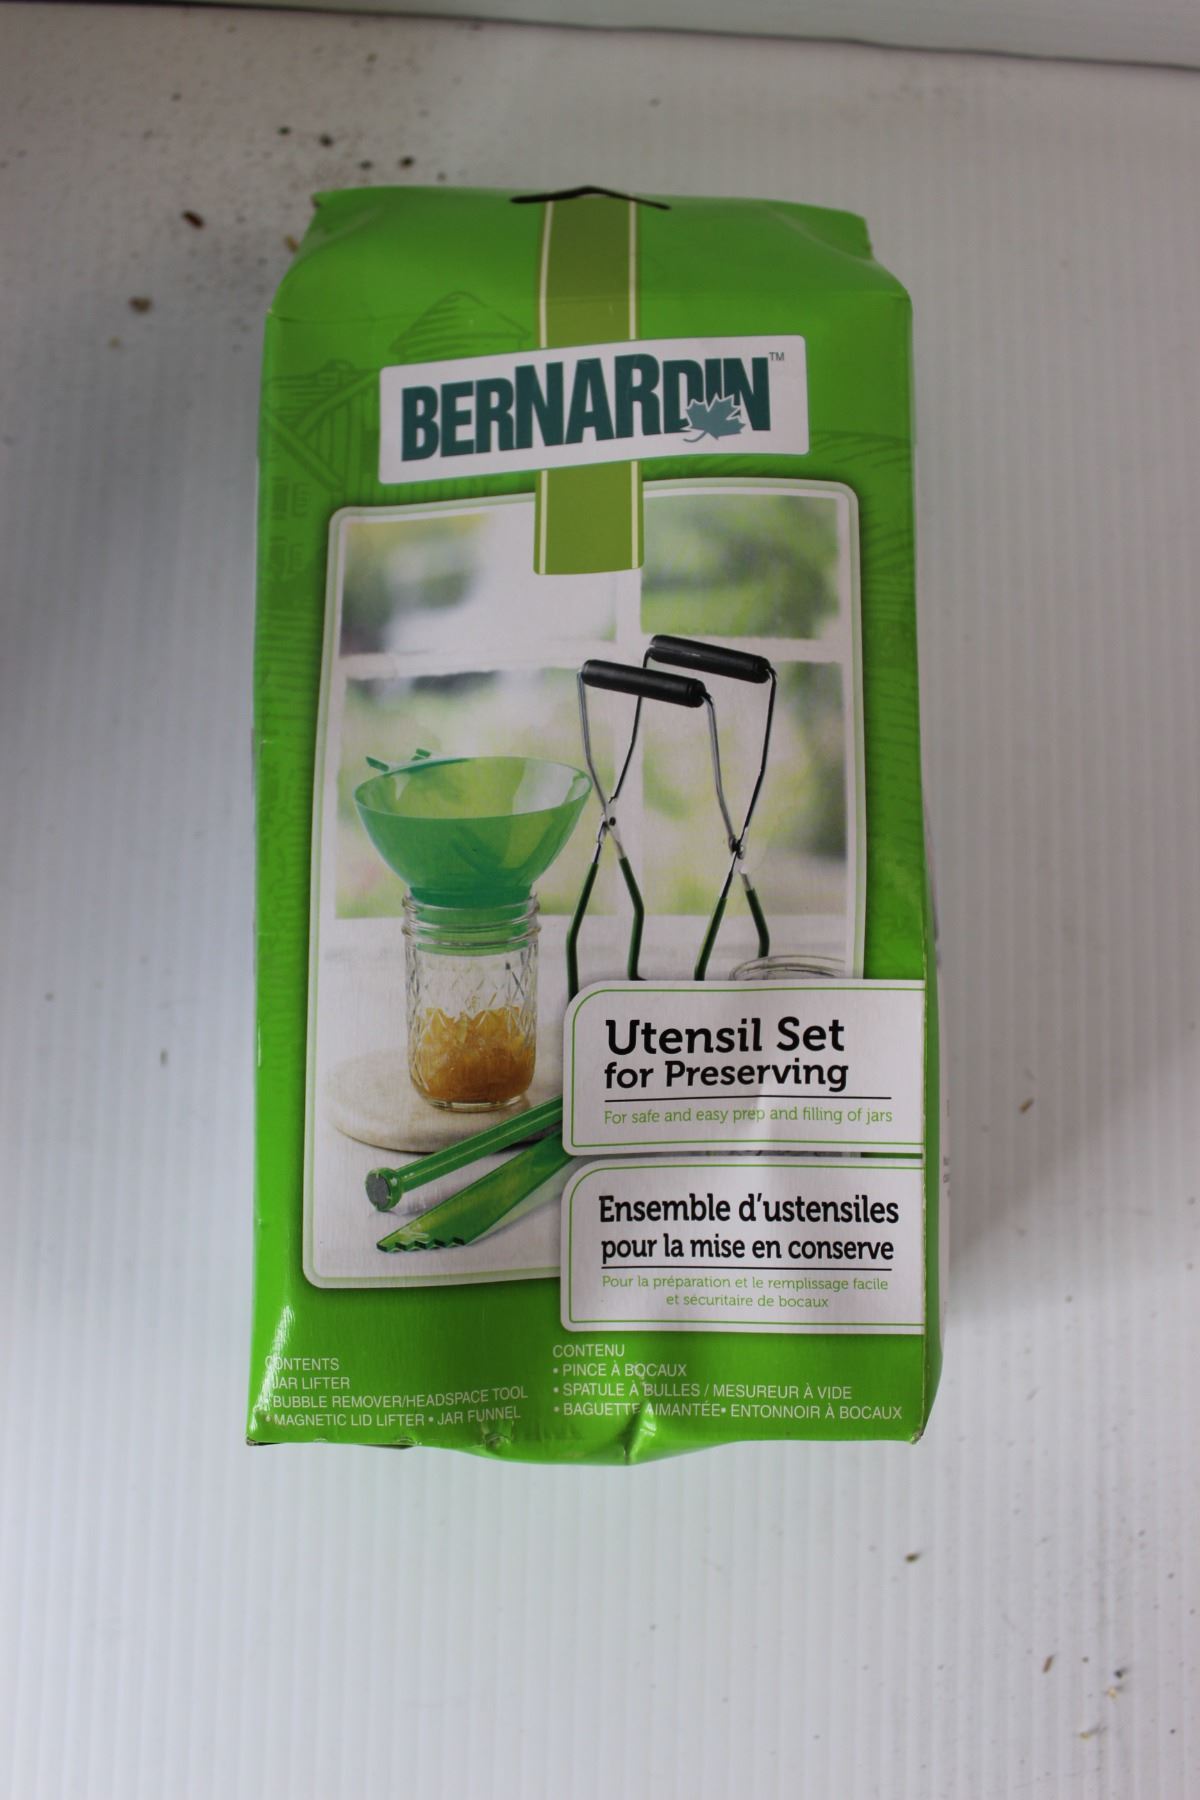 BERNARDIN™
Utensil Set
for Preserving
For safe and easy prep and filling of jars
Ensemble d'ustensiles
pour la mise en conserve
Pour la préparation et le remplissage facile
et sécuritaire de bocaux
CONTENTS
JAR LIFTER
• BUBBLE REMOVER/HEADSPACE TOOL
• MAGNETIC LID LIFTER • JAR FUNNEL
CONTENU
• PINCE À BOCAUX
• SPATULE À BULLES / MESUREUR À VIDE
• BAGUETTE AIMANTÉE • ENTONNOIR À BOCAUX